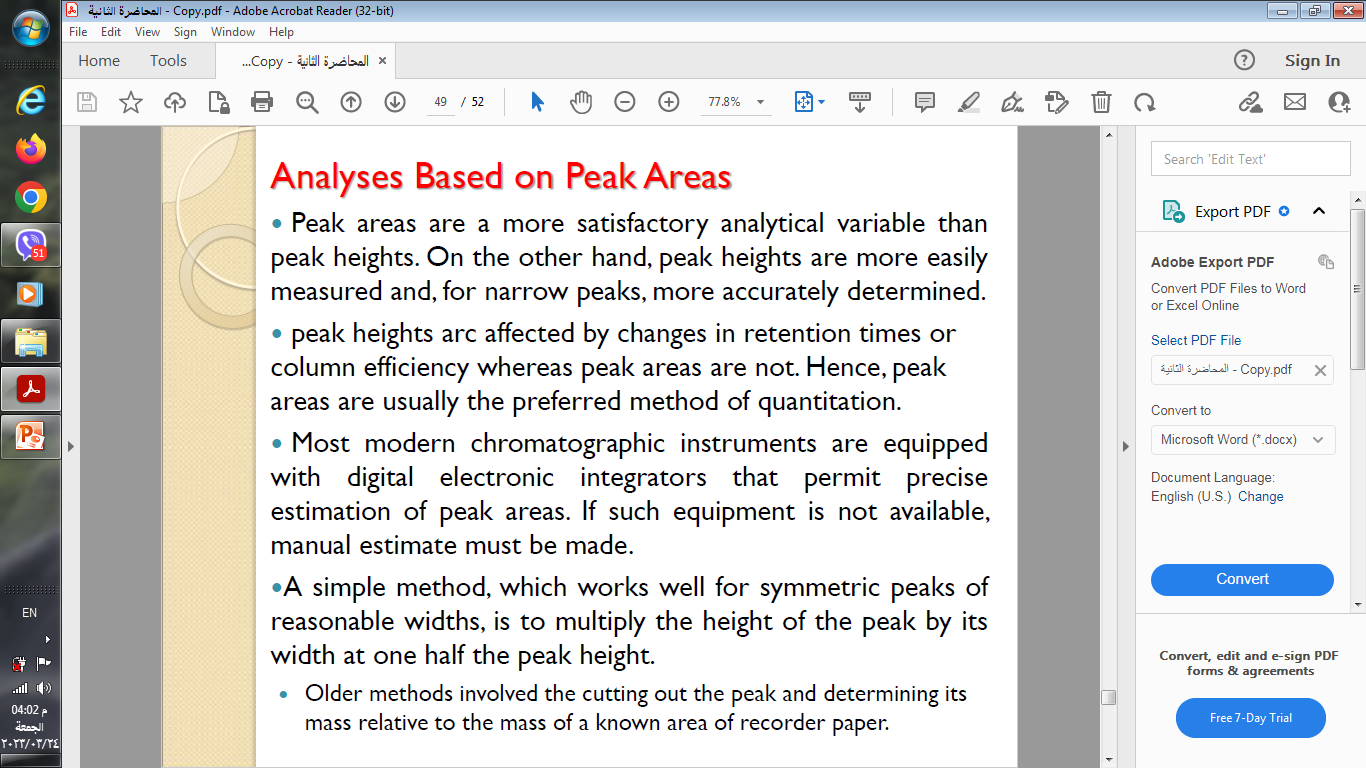 المحاضرة الثانية - Copy.pdf - Adobe Acrobat Reader (32-bit)
File Edit View Sign Window Help
Home Tools المحاضرة الثانية - Copy... × Sign In
49 / 52 77.8%
Analyses Based on Peak Areas
• Peak areas are a more satisfactory analytical variable than
peak heights. On the other hand, peak heights are more easily
measured and, for narrow peaks, more accurately determined.
• peak heights arc affected by changes in retention times or
column efficiency whereas peak areas are not. Hence, peak
areas are usually the preferred method of quantitation.
• Most modern chromatographic instruments are equipped
with digital electronic integrators that permit precise
estimation of peak areas. If such equipment is not available,
manual estimate must be made.
•A simple method, which works well for symmetric peaks of
reasonable widths, is to multiply the height of the peak by its
width at one half the peak height.
• Older methods involved the cutting out the peak and determining its
mass relative to the mass of a known area of recorder paper.
Search 'Edit Text'
Export PDF
Adobe Export PDF
Convert PDF Files to Word
or Excel Online
Select PDF File
المحاضرة الثانية - Copy.pdf
Convert to
Microsoft Word (*.docx)
Document Language:
English (U.S.) Change
Convert
Convert, edit and e-sign PDF
forms & agreements
Free 7-Day Trial
51
EN
04:02 م
الجمعة
٢٠٢٣/٠٣/٢٤